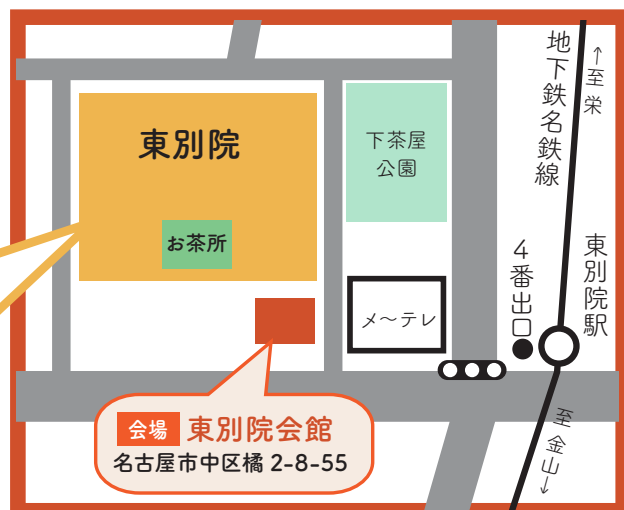 東別院
お茶所
下茶屋
公園
メ〜テレ
地下鉄名鉄線
↑至 栄
東別院駅
4番出口
至 金山↓
会場 東別院会館
名古屋市中区橘 2-8-55